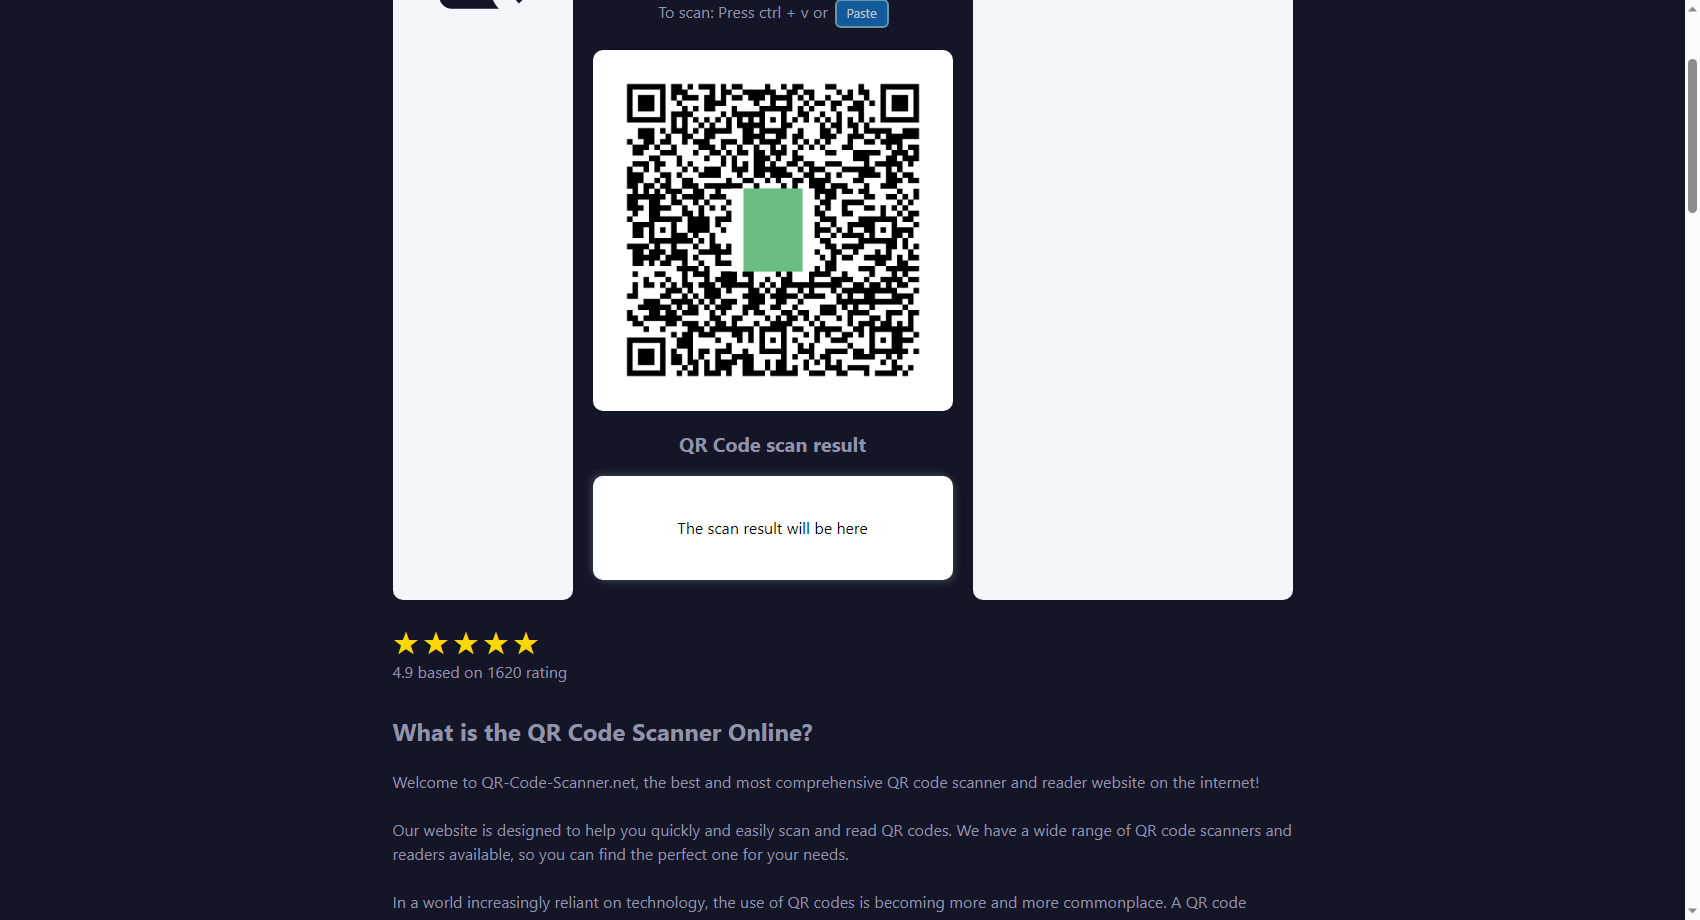 To scan: Press ctrl + v or Paste
QR Code scan result
The scan result will be here
4.9 based on 1620 rating
What is the QR Code Scanner Online?
Welcome to QR-Code-Scanner.net, the best and most comprehensive QR code scanner and reader website on the internet!
Our website is designed to help you quickly and easily scan and read QR codes. We have a wide range of QR code scanners and
readers available, so you can find the perfect one for your needs.
In a world increasingly reliant on technology, the use of QR codes is becoming more and more commonplace. A QR code